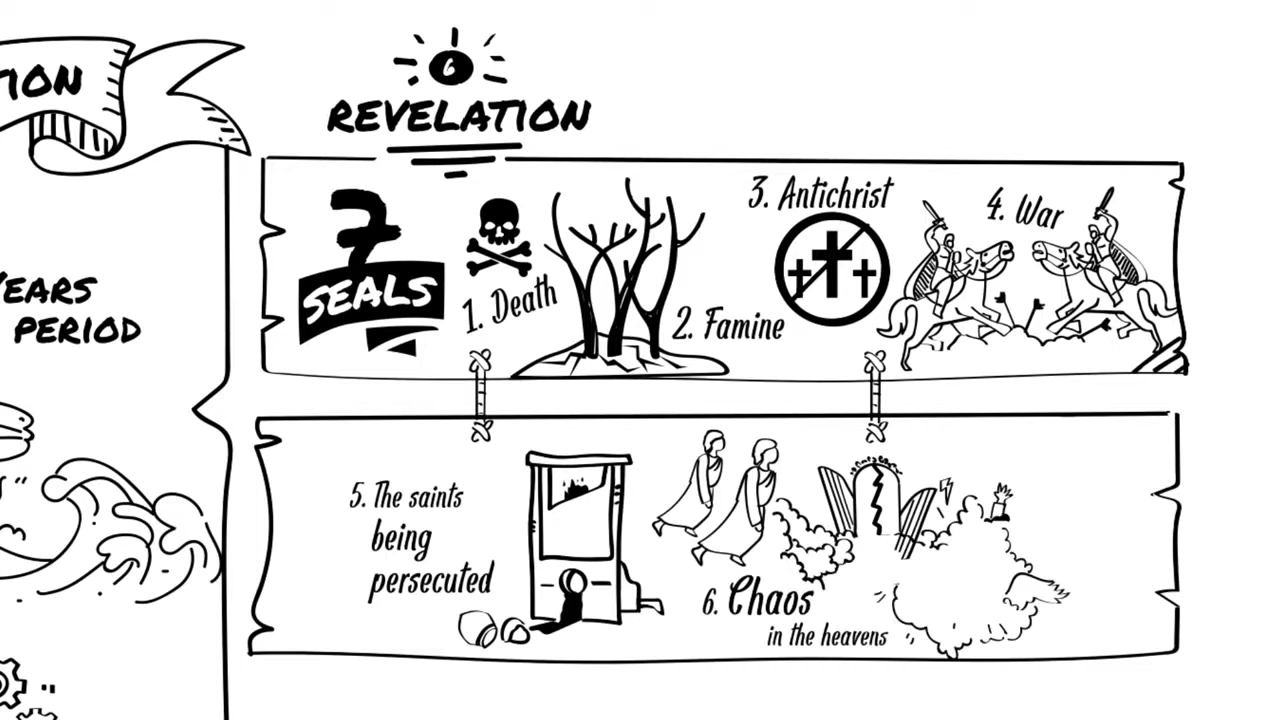 TION
6
REVELATION
YEARS
PERIOD
7
SEALS
1. Death
2. Famine
3. Antichrist
4. War
5. The saints
being
persecuted
6. Chaos
in the heavens